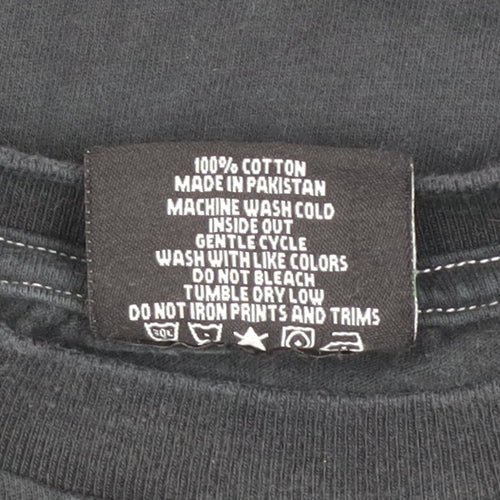 100% COTTON
MADE IN PAKISTAN
MACHINE WASH COLD
INSIDE OUT
GENTLE CYCLE
WASH WITH LIKE COLORS
DO NOT BLEACH
TUMBLE DRY LOW
DO NOT IRON PRINTS AND TRIMS